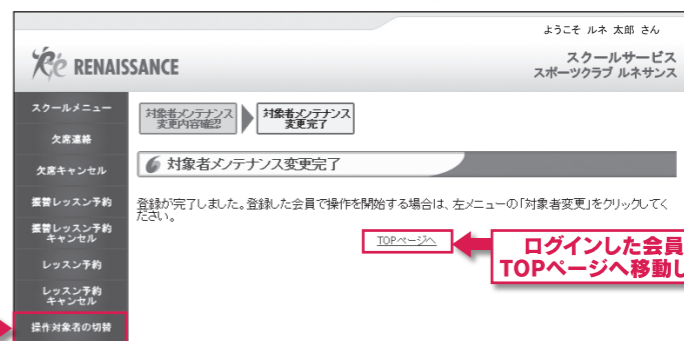 ようこそ ルネ 太郎 さん
Ré RENAISSANCE
スクールサービス
スポーツクラブ ルネサンス
スクールメニュー
欠席連絡
欠席キャンセル
振替レッスン予約
振替レッスン予約
キャンセル
レッスン予約
レッスン予約
キャンセル
操作対象者の切替
対象者メンテナンス
変更内容確認
対象者メンテナンス
変更完了
6 対象者メンテナンス変更完了
登録が完了しました。登録した会員で操作を開始する場合は、左メニューの「対象者変更」をクリックしてく
ださい。
TOPページへ
ログインした会員
TOPページへ移動し